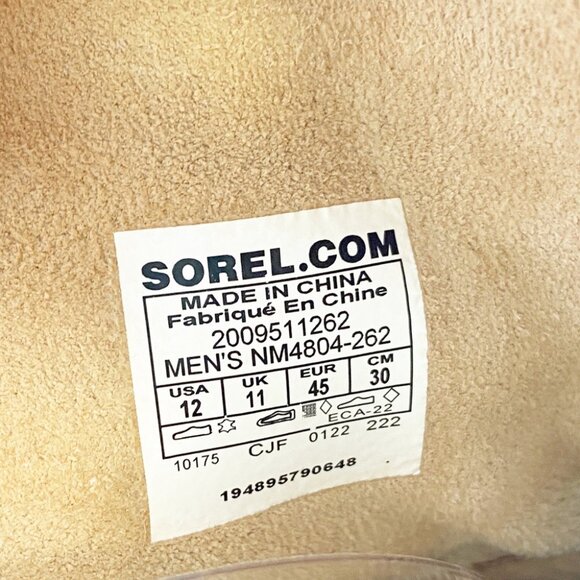 SOREL.COM
MADE IN CHINA
Fabriqué En Chine
2009511262
MEN'S NM4804-262
USA UK EUR CM
12 11 45 30
ECA-22
10175 CJF 0122 222
194895790648